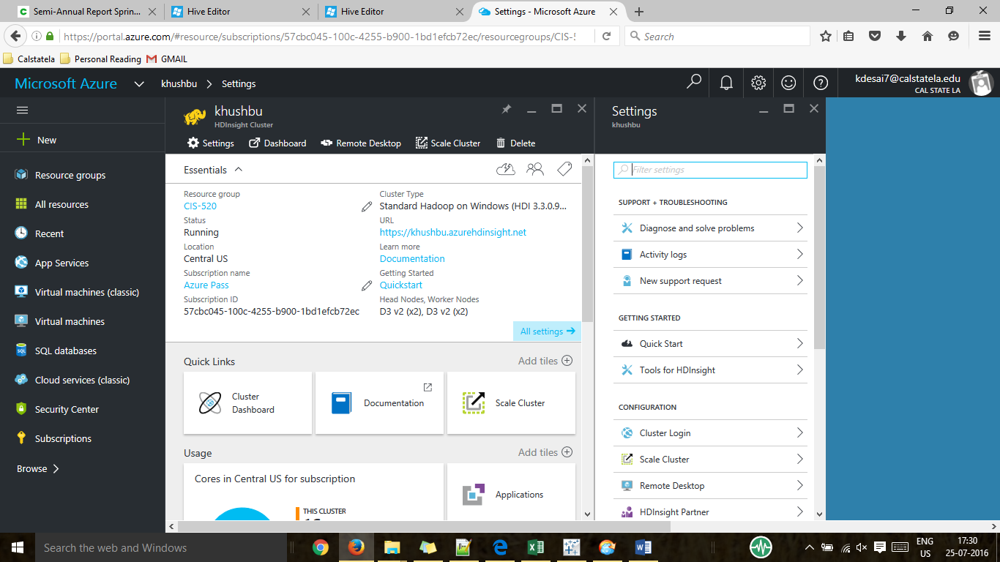 Semi-Annual Report Sprin...
Hive Editor
Hive Editor
Settings - Microsoft Azure
https://portal.azure.com/#resource/subscriptions/57cbc045-100c-4255-b900-1bd1efcb72ec/resourcegroups/CIS-5
Search
Calstatela
Personal Reading
GMAIL
Microsoft Azure
khushbu
Settings
kdesai7@calstatela.edu
CAL STATE LA
New
Resource groups
All resources
Recent
App Services
Virtual machines (classic)
Virtual machines
SQL databases
Cloud services (classic)
Security Center
Subscriptions
Browse
khushbu
HDInsight Cluster
Settings
Dashboard
Remote Desktop
Scale Cluster
Delete
Essentials
Resource group
CIS-520
Status
Running
Location
Central US
Subscription name
Azure Pass
Subscription ID
57cbc045-100c-4255-b900-1bd1efcb72ec
Cluster Type
Standard Hadoop on Windows (HDI 3.3.0.9...
URL
https://khushbu.azurehdinsight.net
Learn more
Documentation
Getting Started
Quickstart
Head Nodes, Worker Nodes
D3 v2 (x2), D3 v2 (x2)
All settings
Quick Links
Add tiles
Cluster
Dashboard
Documentation
Scale Cluster
Usage
Add tiles
Cores in Central US for subscription
THIS CLUSTER
Applications
Settings
khushbu
Filter settings
SUPPORT + TROUBLESHOOTING
Diagnose and solve problems
Activity logs
New support request
GETTING STARTED
Quick Start
Tools for HDInsight
CONFIGURATION
Cluster Login
Scale Cluster
Remote Desktop
HDInsight Partner
Search the web and Windows
ENG
US
17:30
25-07-2016